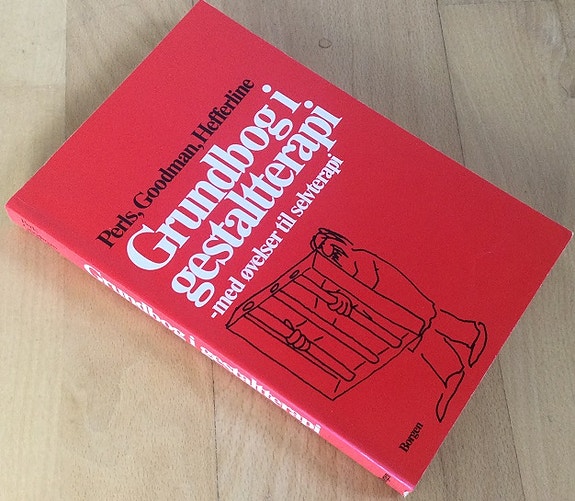 Perls, Goodman, Hefferline
Grundbog i
gestaltterapi
-med øvelser til selvterapi
Borgen
Grundbog i gestaltterapi